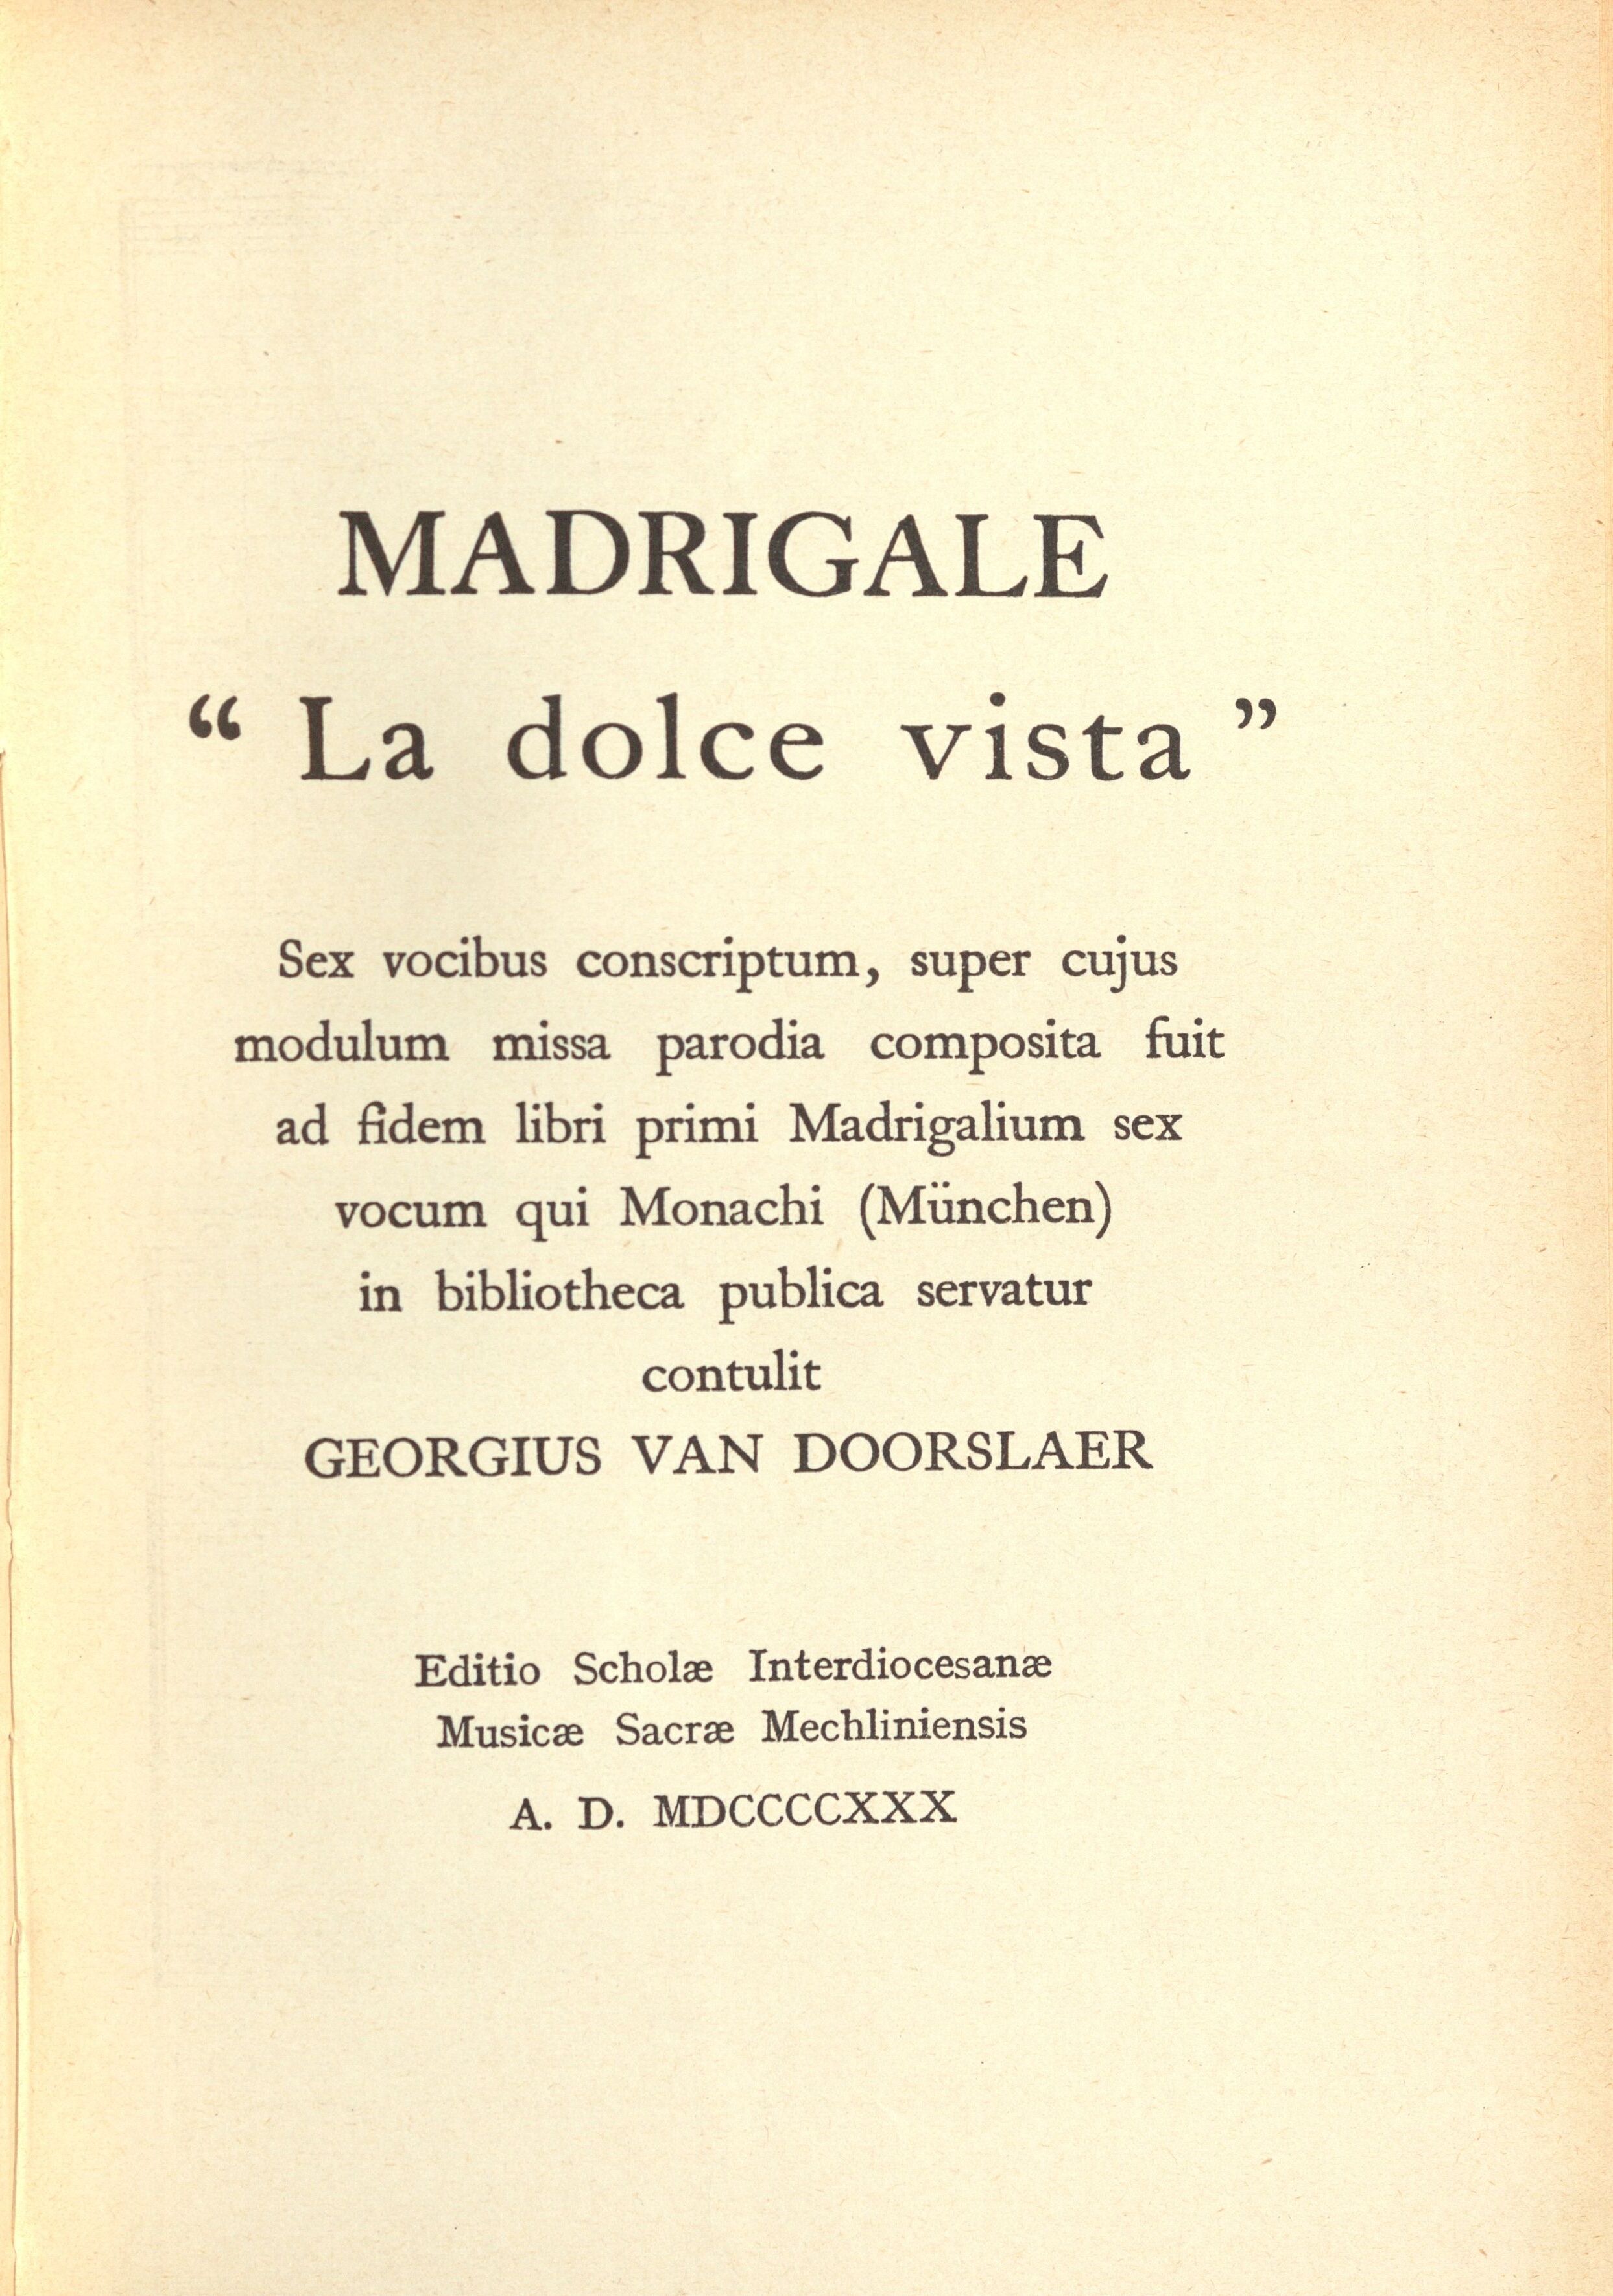 MADRIGALE
“ La dolce vista ”
Sex vocibus conscriptum, super cujus
modulum missa parodia composita fuit
ad fidem libri primi Madrigalium sex
vocum qui Monachi (München)
in bibliotheca publica servatur
contulit
GEORGIUS VAN DOORSLAER
Editio Scholæ Interdiocesanæ
Musicæ Sacræ Mechliniensis
A. D. MDCCCCXXX